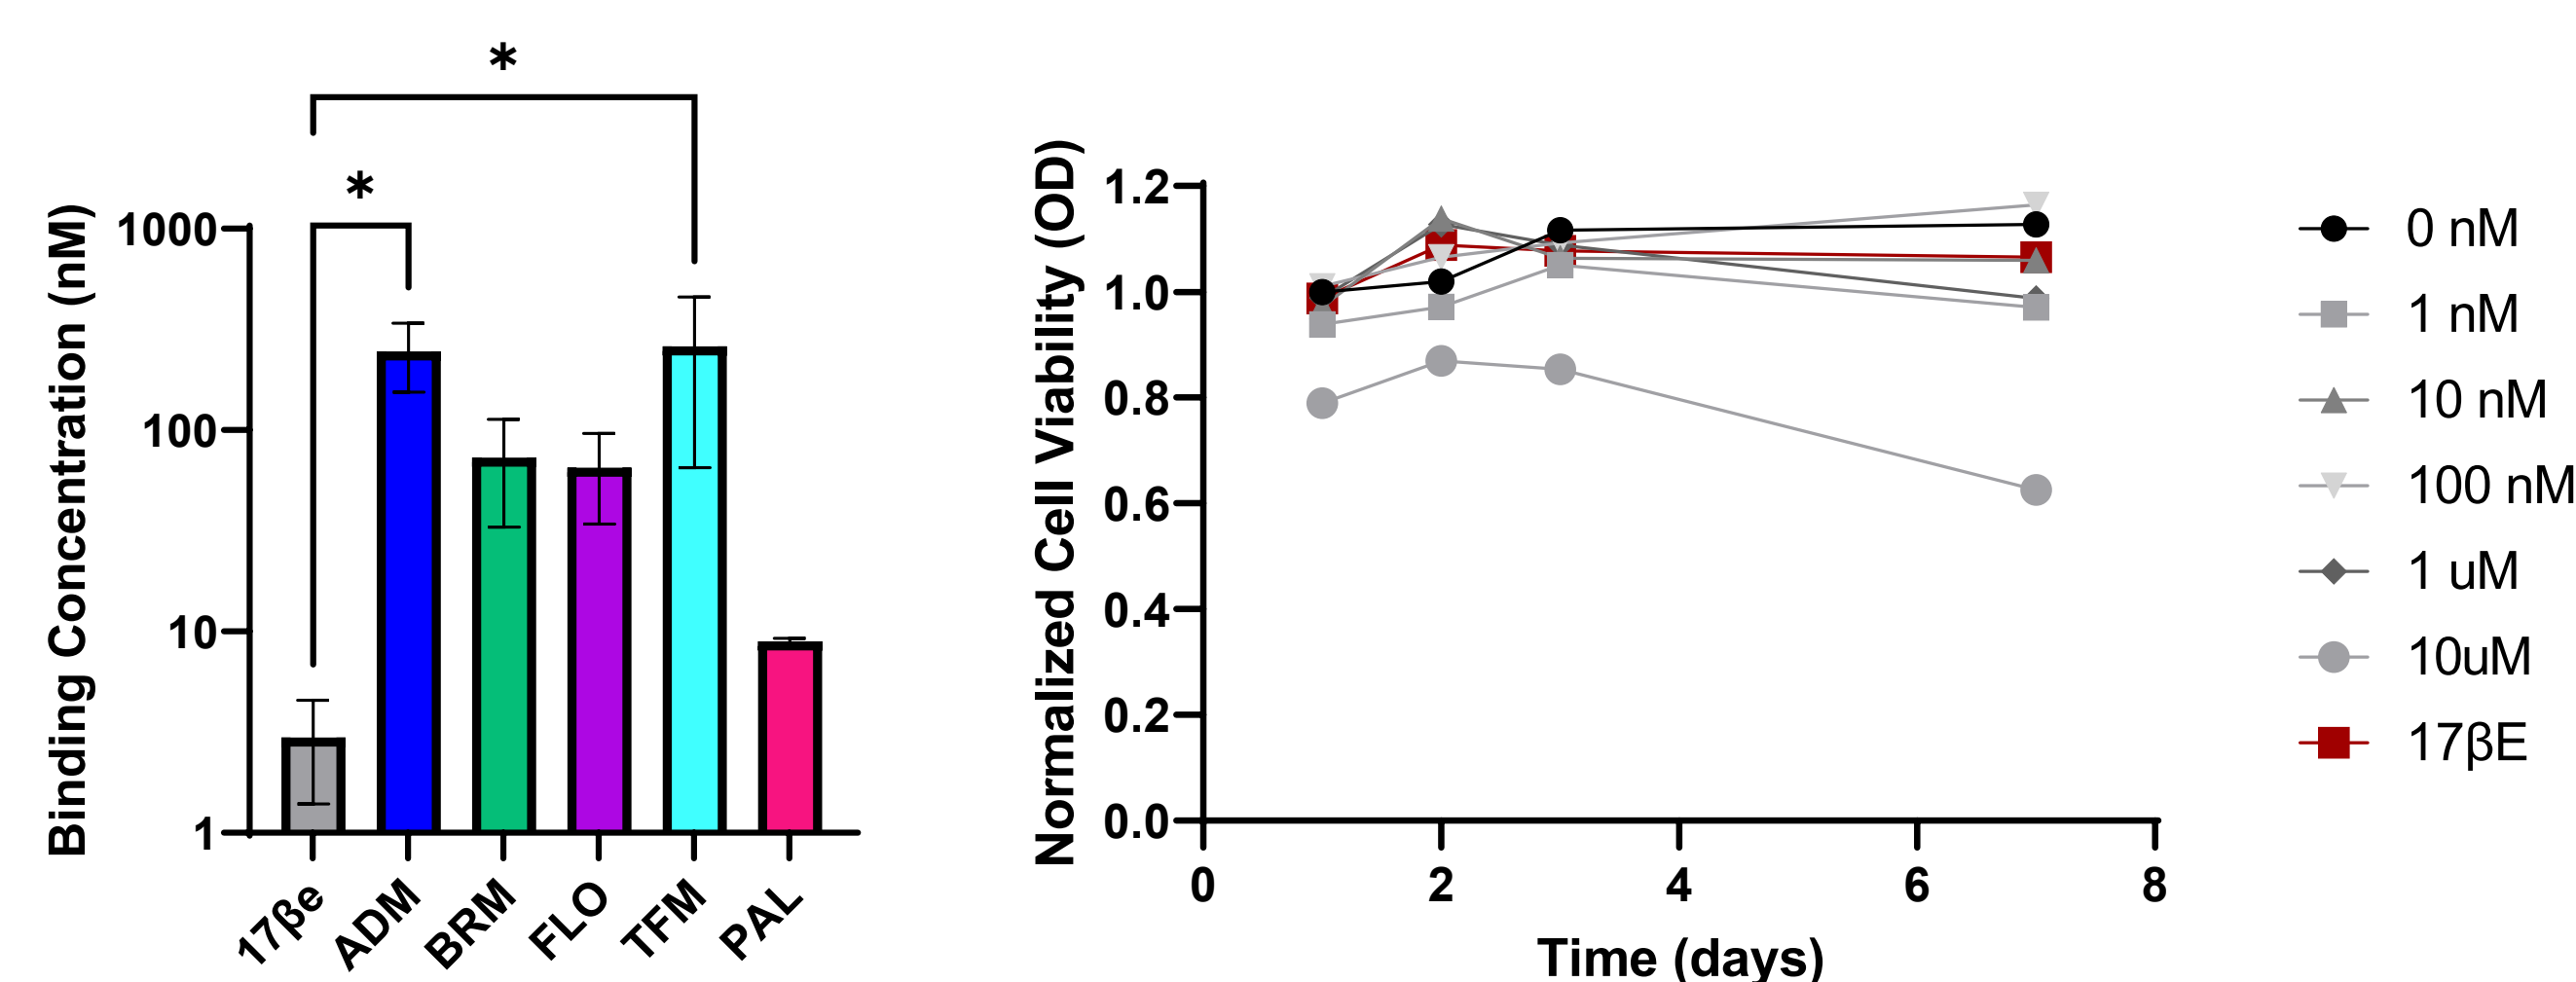 *
*
Binding Concentration (nM)
1000
100
10
1
17βe
ADM
BRM
FLO
TFM
PAL
Normalized Cell Viability (OD)
1.2
1.0
0.8
0.6
0.4
0.2
0.0
0
2
4
6
8
Time (days)
0 nM
1 nM
10 nM
100 nM
1 uM
10uM
17βE